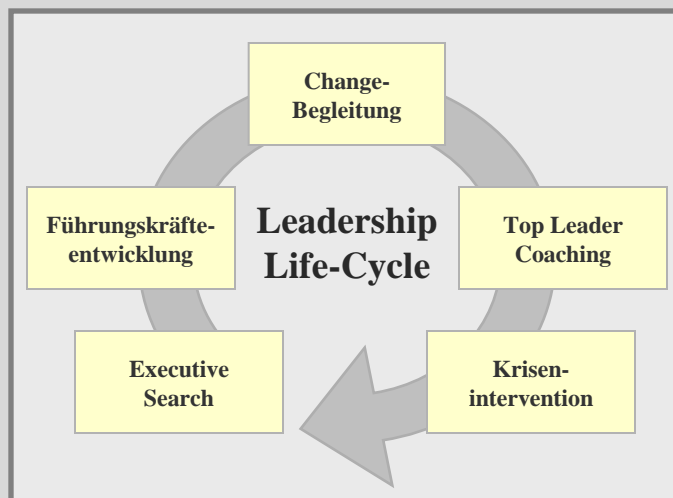 Change-
Begleitung
Führungskräfte-
entwicklung
Leadership
Life-Cycle
Top Leader
Coaching
Executive
Search
Krisen-
intervention